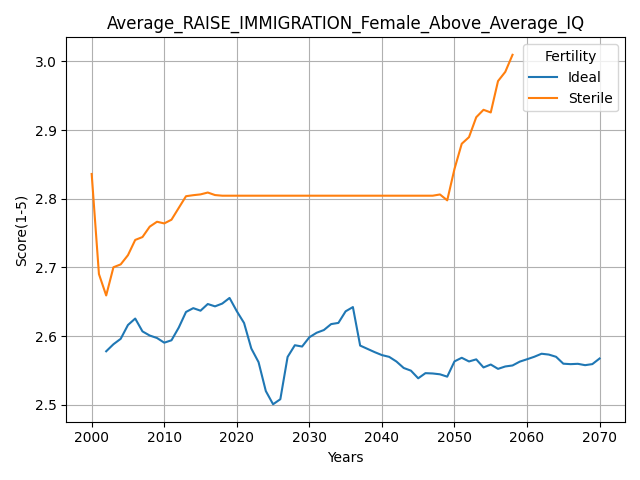 Average_RAISE_IMMIGRATION_Female_Above_Average_IQ
Fertility
Ideal
Sterile
Score(1-5)
3.0
2.9
2.8
2.7
2.6
2.5
2000 2010 2020 2030 2040 2050 2060 2070
Years